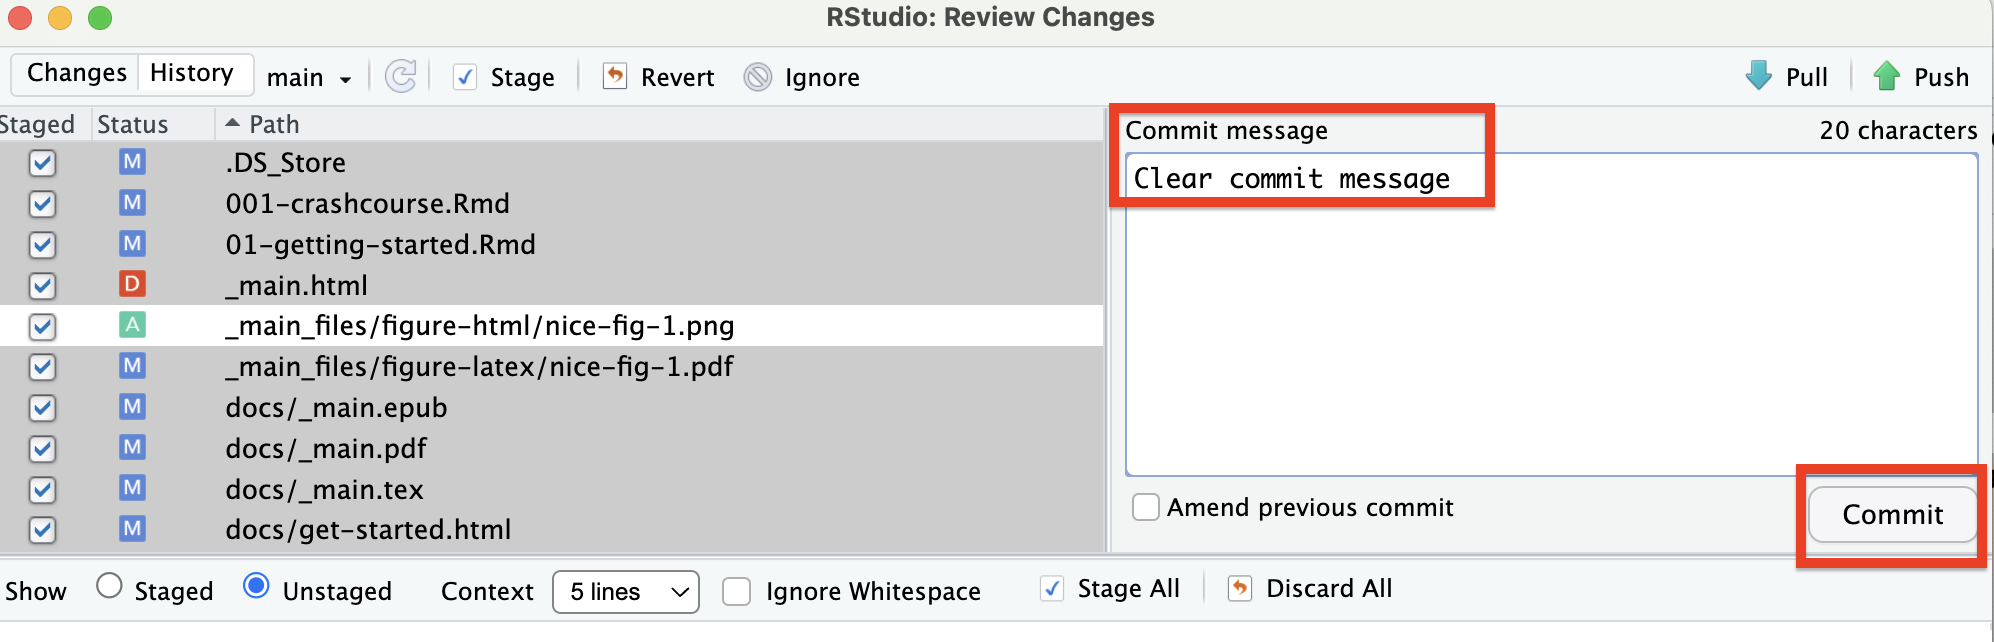 RStudio: Review Changes
Changes History main Stage Revert Ignore Pull Push
Staged Status Path
M .DS_Store
M 001-crashcourse.Rmd
M 01-getting-started.Rmd
D _main.html
A _main_files/figure-html/nice-fig-1.png
M _main_files/figure-latex/nice-fig-1.pdf
M docs/_main.epub
M docs/_main.pdf
M docs/_main.tex
M docs/get-started.html
Commit message 20 characters
Clear commit message
Amend previous commit Commit
Show Staged Unstaged Context 5 lines Ignore Whitespace Stage All Discard All